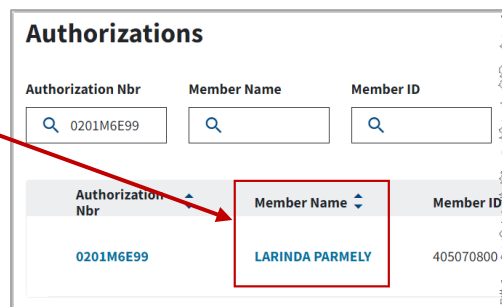 Authorizations
Authorization Nbr Member Name Member ID
0201M6E99
Authorization Nbr Member Name Member ID
0201M6E99 LARINDA PARMELY 405070800